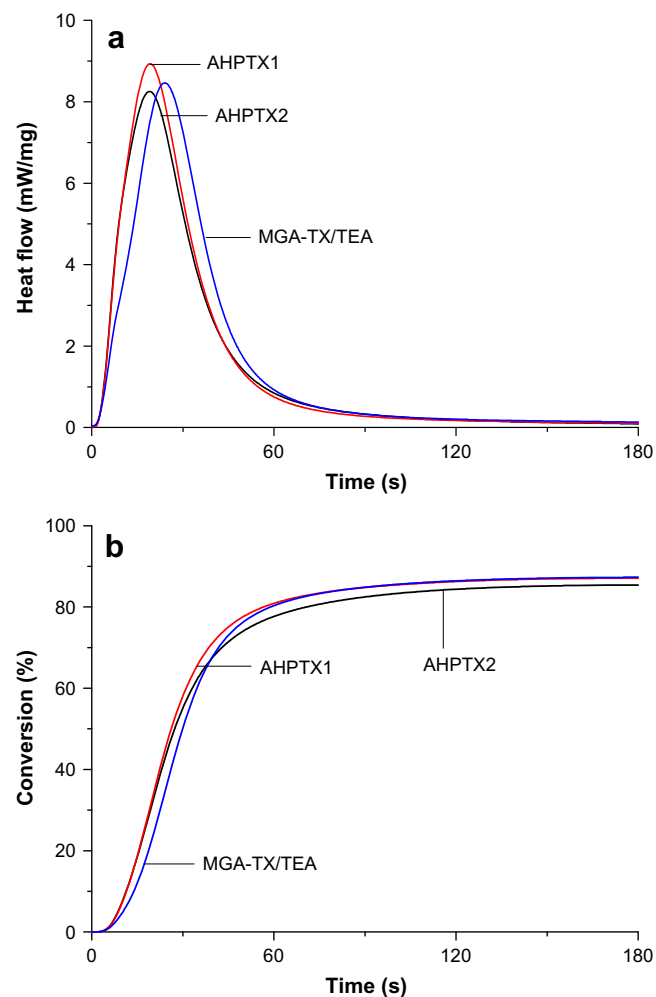 a
10
8
6
4
2
0
Heat flow (mW/mg)
AHPTX1
AHPTX2
MGA-TX/TEA
0 60 120 180
Time (s)
b
100
80
60
40
20
0
Conversion (%)
AHPTX1
AHPTX2
MGA-TX/TEA
0 60 120 180
Time (s)